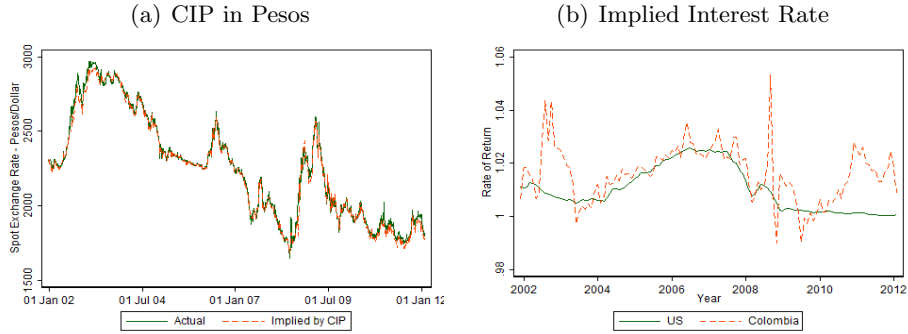 (a) CIP in Pesos
Spot Exchange Rate - Pesos/Dollar
3000
2500
2000
1500
01 Jan 02
01 Jul 04
01 Jan 07
01 Jul 09
01 Jan 12
Actual
Implied by CIP
(b) Implied Interest Rate
Rate of Return
1.06
1.04
1.02
1
.98
2002
2004
2006
2008
2010
2012
Year
US
Colombia